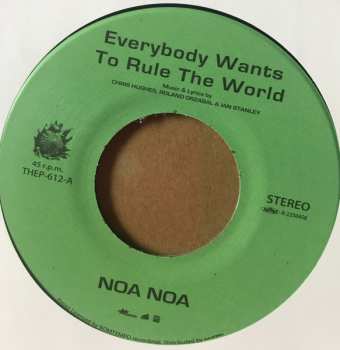 Everybody Wants
To Rule The World
Music & Lyrics by
CHRIS HUGHES, ROLAND ORZABAL & IAN STANLEY
45 r.p.m.
THEP-612-A
STEREO
NOA NOA